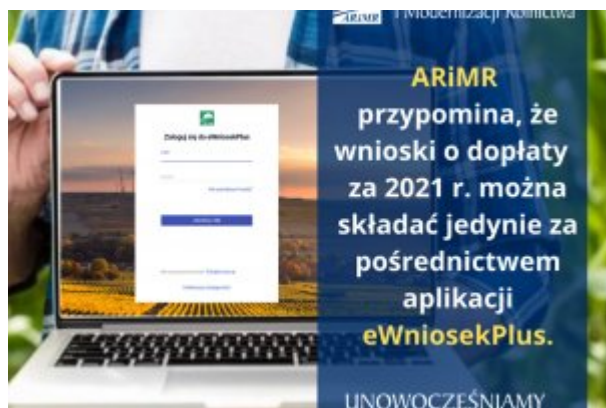 ARiMR
i Modernizacji Rolnictwa
ARiMR
przypomina, że
wnioski o dopłaty
za 2021 r. można
składać jedynie za
pośrednictwem
aplikacji
eWniosekPlus.
UNOWOCZEŚNIAMY
Zaloguj się do eWniosekPlus